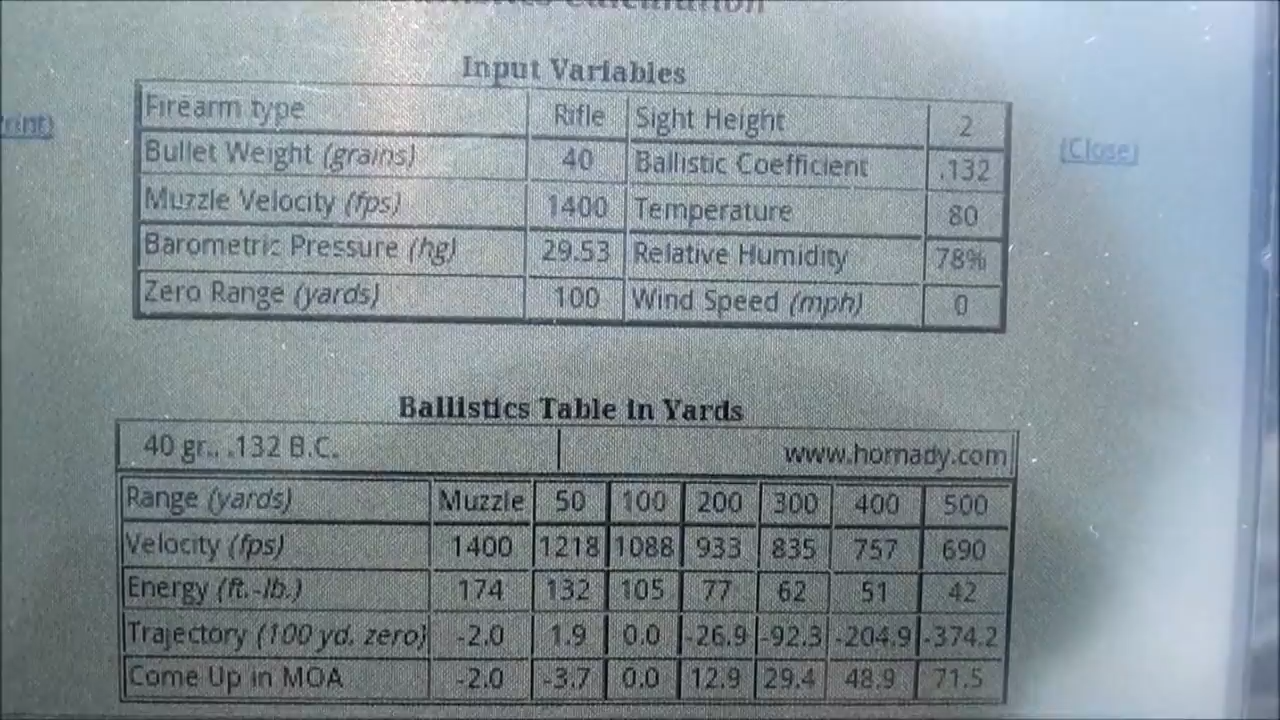 Calculation
Input Variables
Firearm type Rifle Sight Height 2
Bullet Weight (grains) 40 Ballistic Coefficient .132
Muzzle Velocity (fps) 1400 Temperature 80
Barometric Pressure (hg) 29.53 Relative Humidity 78%
Zero Range (yards) 100 Wind Speed (mph) 0
(Close)
Ballistics Table in Yards
40 gr., .132 B.C. www.hornady.com
Range (yards) Muzzle 50 100 200 300 400 500
Velocity (fps) 1400 1218 1088 933 835 757 690
Energy (ft.-lb.) 174 132 105 77 62 51 42
Trajectory (100 yd. zero) -2.0 1.9 0.0 -26.9 -92.3 -204.9 -374.2
Come Up in MOA -2.0 -3.7 0.0 12.9 29.4 48.9 71.5